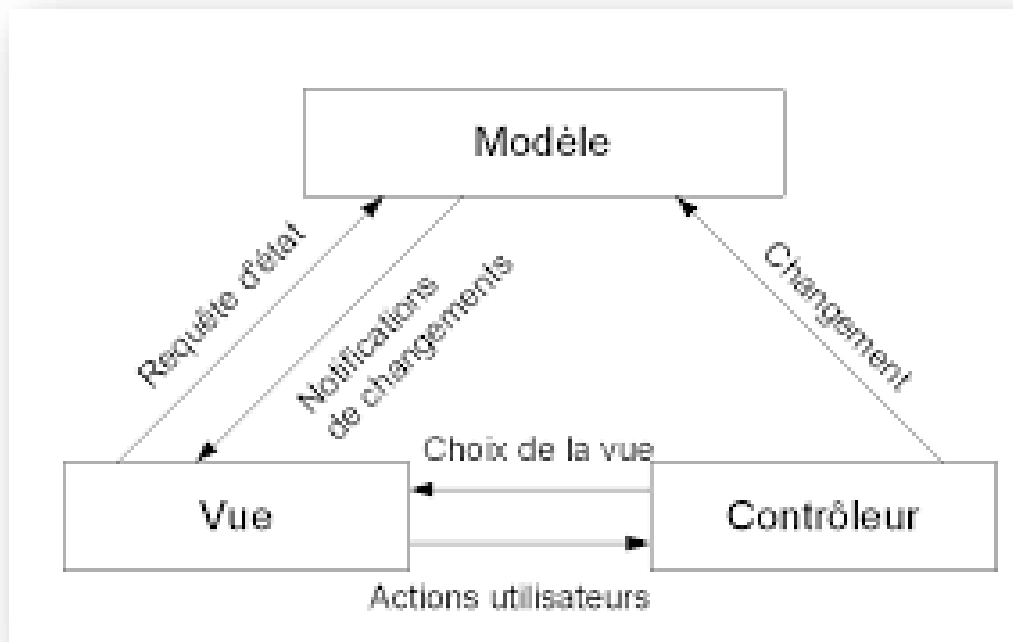 Modèle
Requête d'état
Notifications
de changements
Changement
Choix de la vue
Vue
Contrôleur
Actions utilisateurs